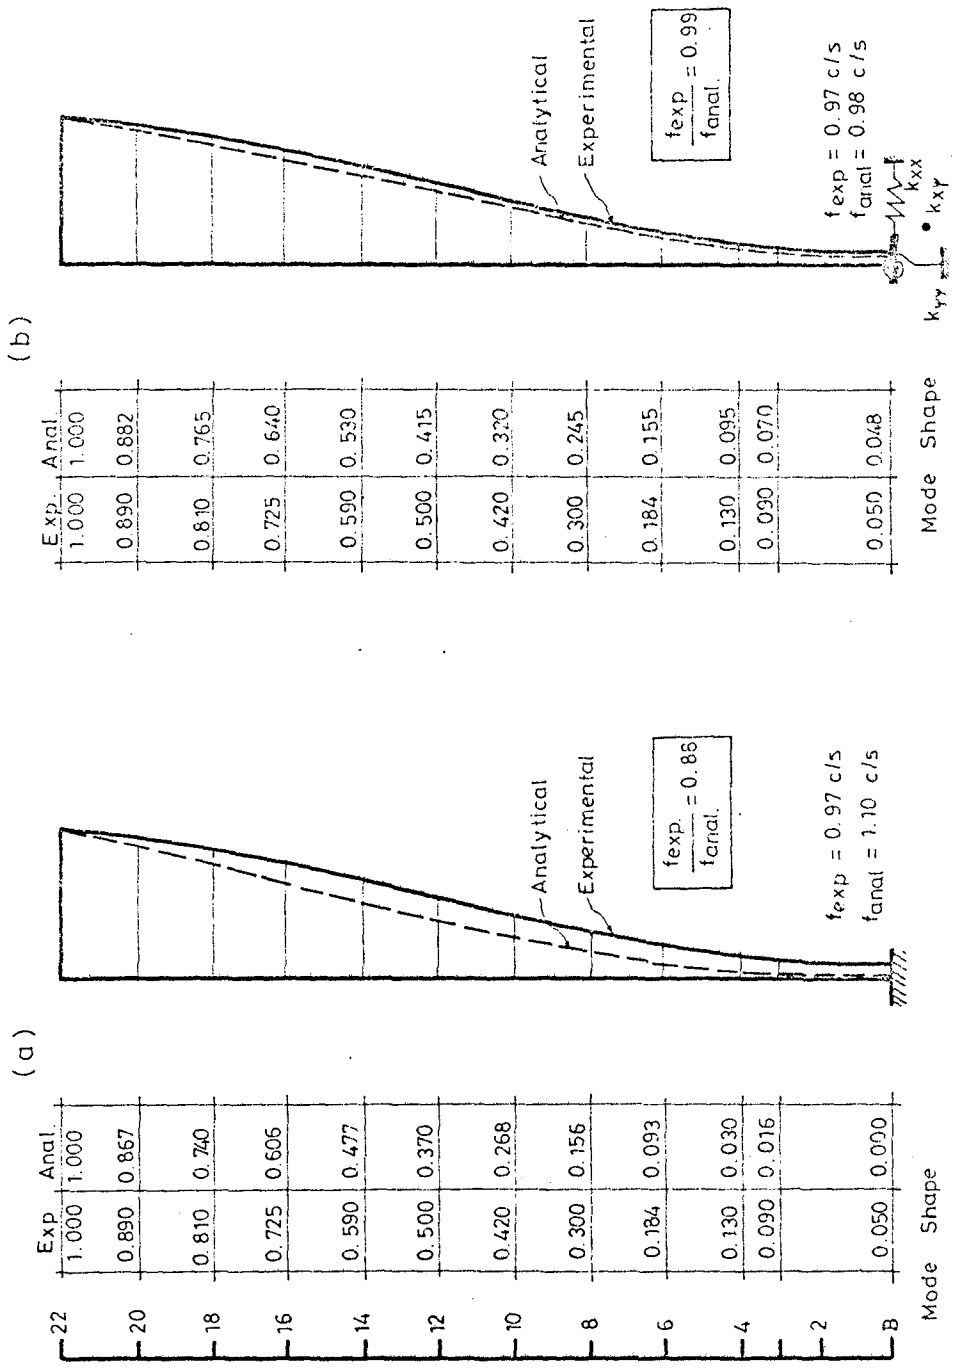 (a)
Exp Anal.
22 1.000 1.000
20 0.890 0.867
18 0.810 0.740
16 0.725 0.606
14 0.590 0.477
12 0.500 0.370
10 0.420 0.268
8 0.300 0.156
6 0.184 0.093
4 0.130 0.030
0.090 0.016
2
B 0.050 0.000
Mode Shape
Analytical
Experimental
fexp. / fanal. = 0.88
fexp = 0.97 c/s
fanal = 1.10 c/s
(b)
Exp. Anal
1.000 1.000
0.890 0.882
0.810 0.765
0.725 0.640
0.590 0.530
0.500 0.415
0.420 0.320
0.300 0.245
0.184 0.155
0.130 0.095
0.090 0.070
0.050 0.048
Mode Shape
Analytical
Experimental
fexp / fanal. = 0.99
fexp = 0.97 c/s
fanal = 0.98 c/s
kxx
kxγ
kγγ